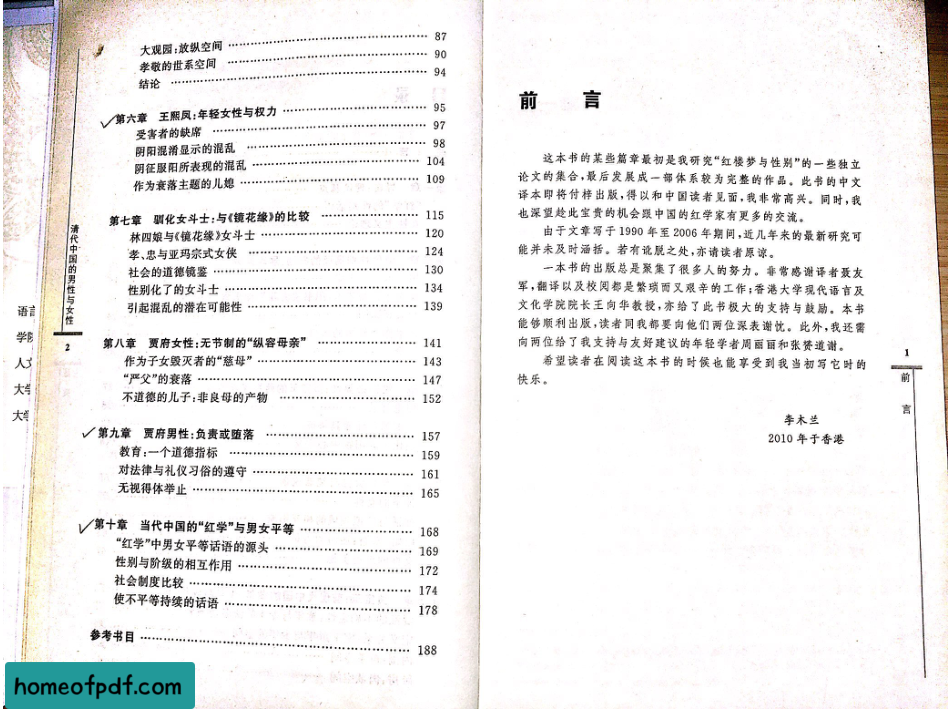 大观园:放纵空间 …………………… 87
孝敬的世系空间 …………………… 90
结论 …………………… 94
第六章 王熙凤:年轻女性与权力 …………………… 95
受害者的缺席 …………………… 97
阴阳混淆显示的混乱 …………………… 98
阴征服阳所表现的混乱 …………………… 104
作为衰落主题的儿媳 …………………… 109
第七章 驯化女斗士:与《镜花缘》的比较 …………………… 115
林四娘与《镜花缘》女斗士 …………………… 120
孝、忠与亚玛宗式女侠 …………………… 124
社会的道德镜鉴 …………………… 130
性别化了的女斗士 …………………… 134
引起混乱的潜在可能性 …………………… 139
第八章 贾府女性:无节制的“纵容母亲” …………………… 141
作为子女毁灭者的“慈母” …………………… 143
“严父”的衰落 …………………… 147
不道德的儿子:非良母的产物 …………………… 152
第九章 贾府男性:负责或堕落 …………………… 157
教育:一个道德指标 …………………… 159
对法律与礼仪习俗的遵守 …………………… 161
无视得体举止 …………………… 165
第十章 当代中国的“红学”与男女平等 …………………… 168
“红学”中男女平等话语的源头 …………………… 169
性别与阶级的相互作用 …………………… 172
社会制度比较 …………………… 174
使不平等持续的话语 …………………… 178
参考书目 …………………… 188
清代中国的男性与女性
2
语言
学院
人文
大学
大学
前 言
这本书的某些篇章最初是我研究“红楼梦与性别”的一些独立
论文的集合,最后发展成一部体系较为完整的作品。此书的中文
译本即将付梓出版,得以和中国读者见面,我非常高兴。同时,我
也深望趁此宝贵的机会跟中国的红学家有更多的交流。
由于文章写于 1990 年至 2006 年期间,近几年来的最新研究可
能并未及时涵括。若有讹脱之处,亦请读者原谅。
一本书的出版总是聚集了很多人的努力。非常感谢译者聂友
军,翻译以及校阅都是繁琐而又艰辛的工作;香港大学现代语言及
文化学院院长王向华教授,亦给了此书极大的支持与鼓励。本书
能够顺利出版,读者同我都要向他们两位深表谢忱。此外,我还需
向两位给了我支持与友好建议的年轻学者周丽丽和张赟道谢。
希望读者在阅读这本书的时候也能享受到我当初写它时的
快乐。
李木兰
2010 年于香港
1
前 言
homeofpdf.com